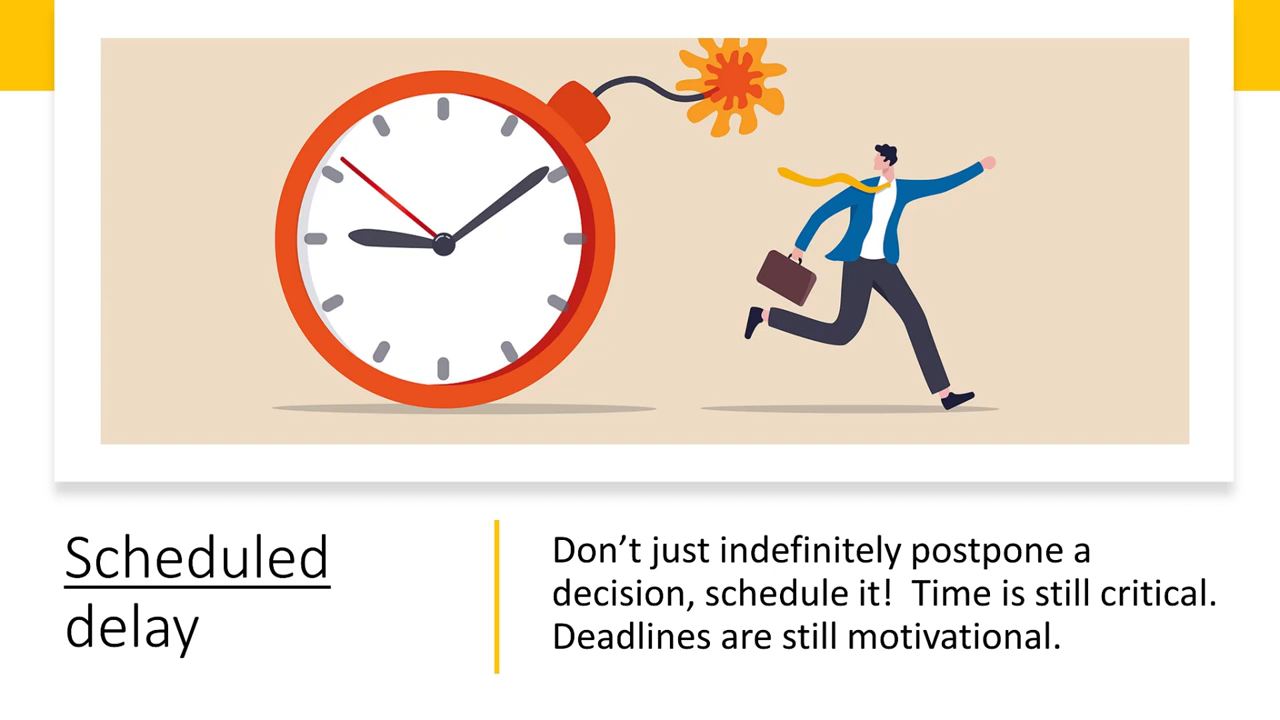 Scheduled
delay
Don’t just indefinitely postpone a
decision, schedule it!  Time is still critical.
Deadlines are still motivational.